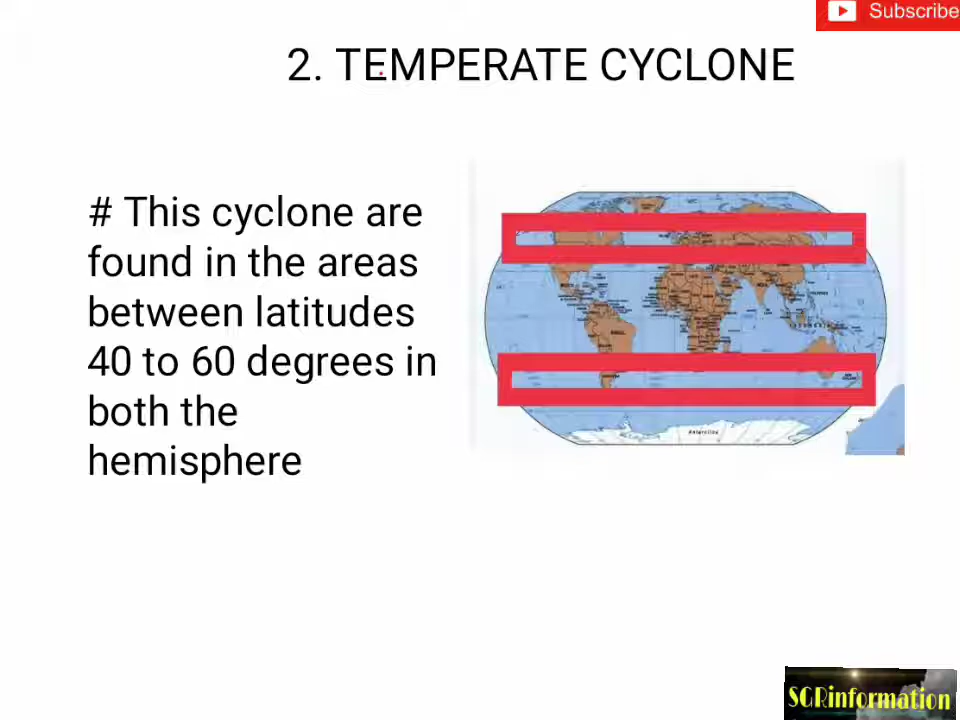 Subscribe
2. TEMPERATE CYCLONE
# This cyclone are
found in the areas
between latitudes
40 to 60 degrees in
both the
hemisphere
Antarctica
SGRinformation